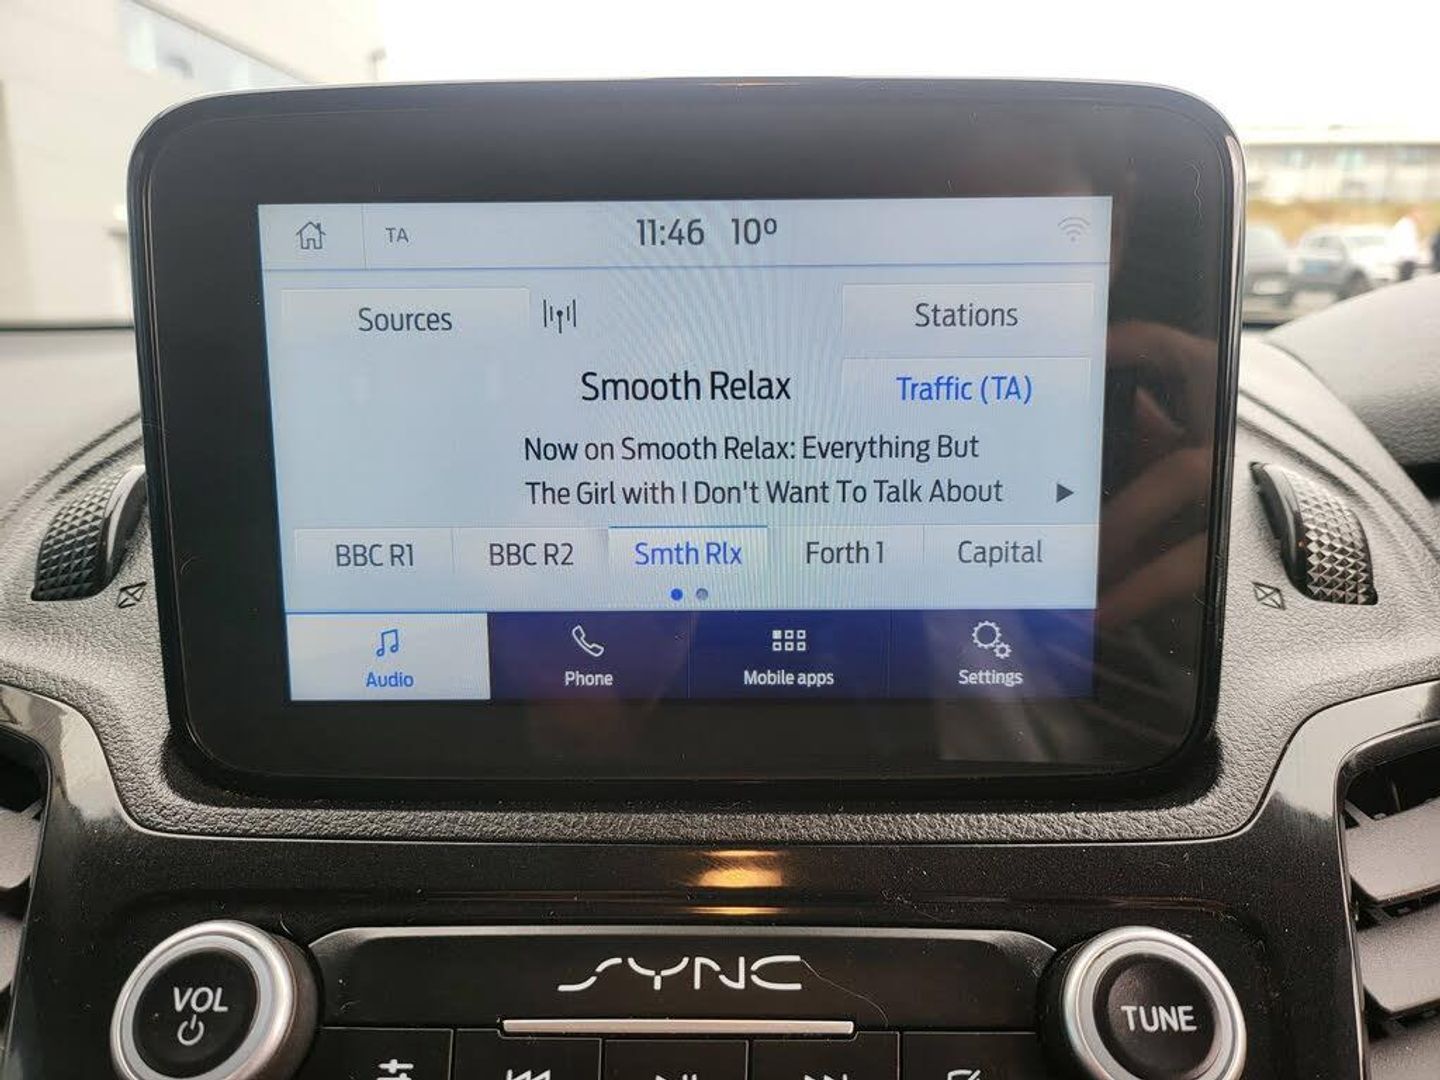 TA 11:46 10º
Sources
Stations
Smooth Relax
Traffic (TA)
Now on Smooth Relax: Everything But
The Girl with I Don't Want To Talk About
BBC R1 BBC R2 Smth Rlx Forth 1 Capital
Audio Phone Mobile apps Settings
SYNC
VOL
TUNE